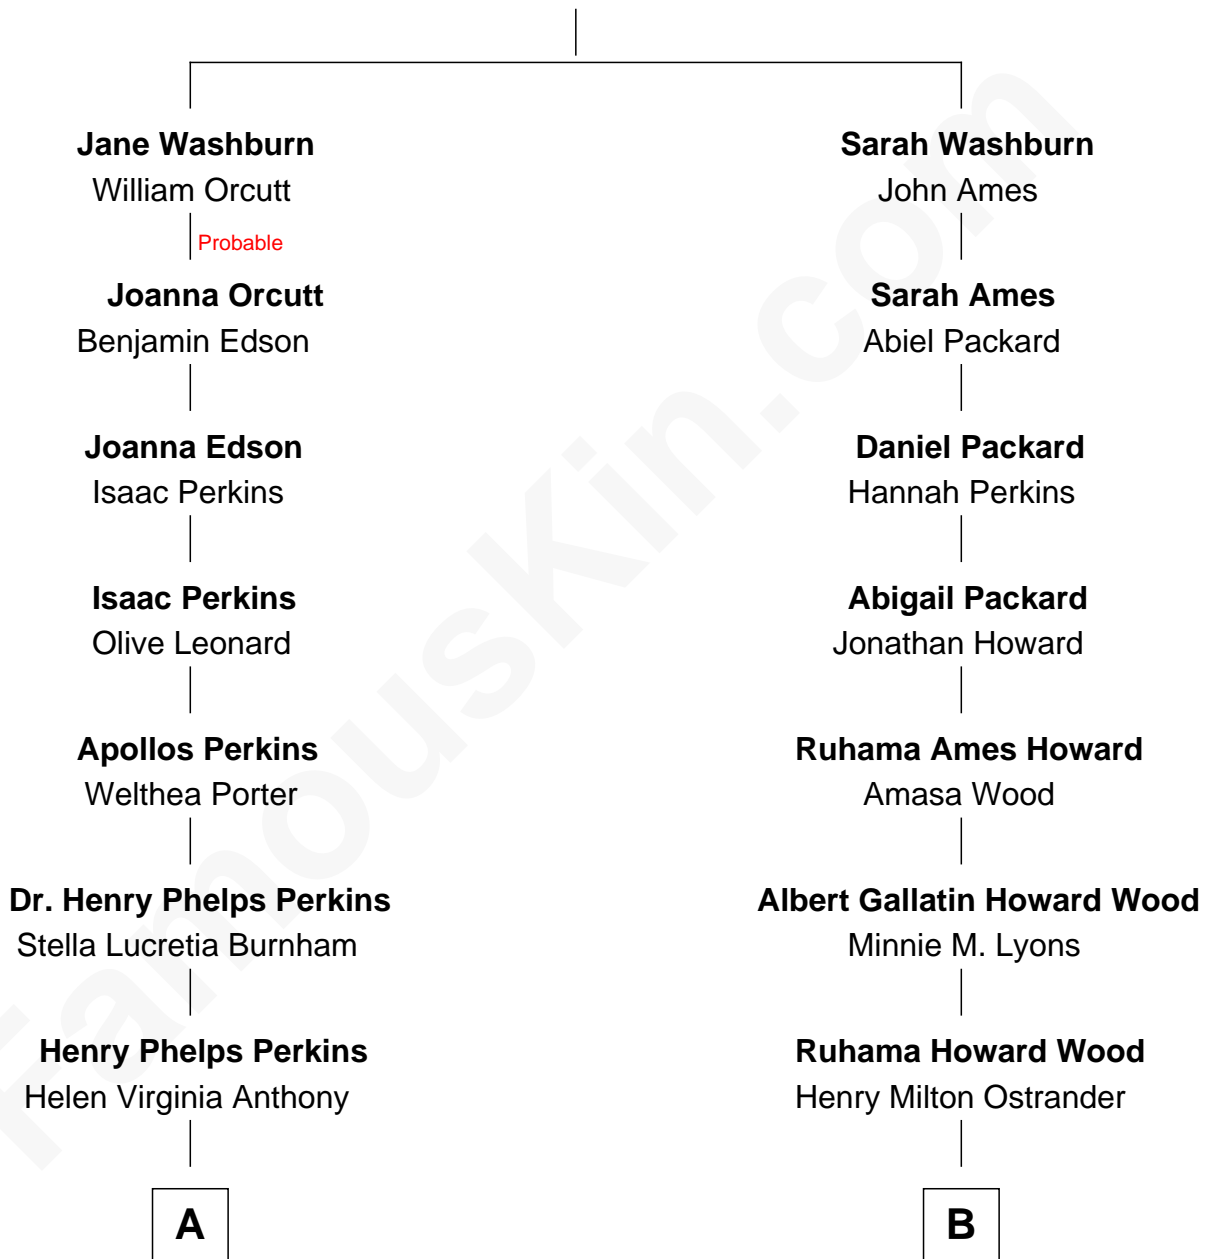 Jane Washburn
William Orcutt
Probable
Joanna Orcutt
Benjamin Edson
Joanna Edson
Isaac Perkins
Isaac Perkins
Olive Leonard
Apollos Perkins
Welthea Porter
Dr. Henry Phelps Perkins
Stella Lucretia Burnham
Henry Phelps Perkins
Helen Virginia Anthony
A
Sarah Washburn
John Ames
Sarah Ames
Abiel Packard
Daniel Packard
Hannah Perkins
Abigail Packard
Jonathan Howard
Ruhama Ames Howard
Amasa Wood
Albert Gallatin Howard Wood
Minnie M. Lyons
Ruhama Howard Wood
Henry Milton Ostrander
B
FamousKin.com